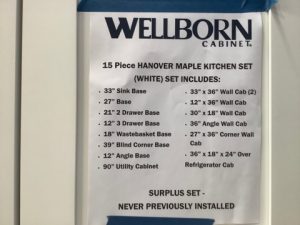 WELLBORN
CABINET
15 Piece HANOVER MAPLE KITCHEN SET
(WHITE) SET INCLUDES:
• 33" Sink Base
• 27" Base
• 21" 2 Drawer Base
• 12" 3 Drawer Base
• 18" Wastebasket Base
• 39" Blind Corner Base
• 12" Angle Base
• 90" Utility Cabinet
• 33" x 36" Wall Cab (2)
• 12" x 36" Wall Cab
• 30" x 18" Wall Cab
• 36" Angle Wall Cab
• 27" x 36" Corner Wall
Cab
• 36" x 18" x 24" Over
Refrigerator Cab
SURPLUS SET -
NEVER PREVIOUSLY INSTALLED